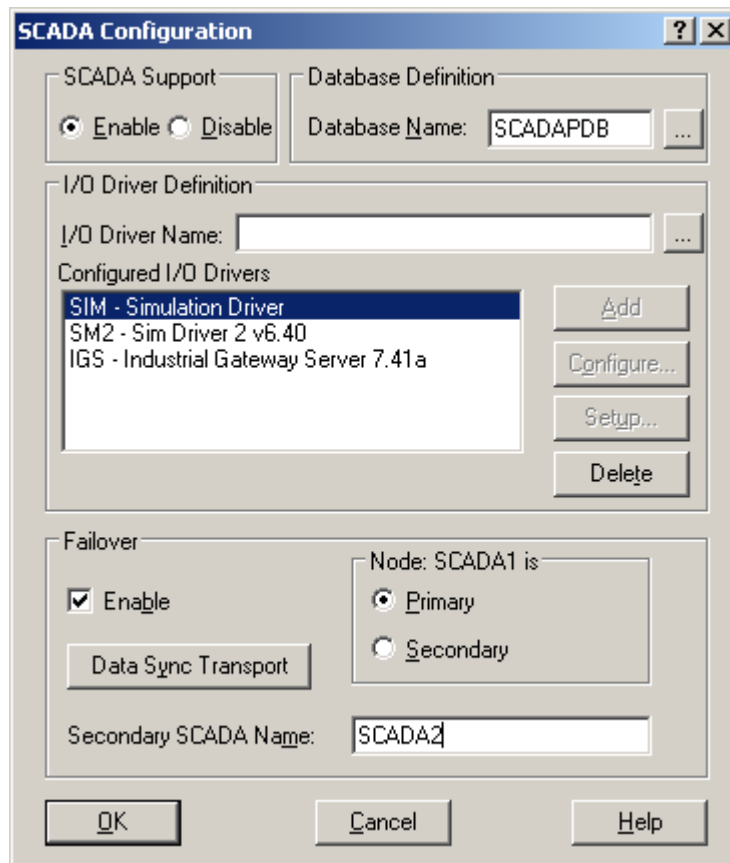 SCADA Configuration
SCADA Support
Enable Disable
Database Definition
Database Name: SCADAPDB ...
I/O Driver Definition
I/O Driver Name: ...
Configured I/O Drivers
SIM - Simulation Driver
SM2 - Sim Driver 2 v6.40
IGS - Industrial Gateway Server 7.41a
Add
Configure...
Setup...
Delete
Failover
Enable
Data Sync Transport
Node: SCADA1 is
Primary
Secondary
Secondary SCADA Name: SCADA2
OK Cancel Help